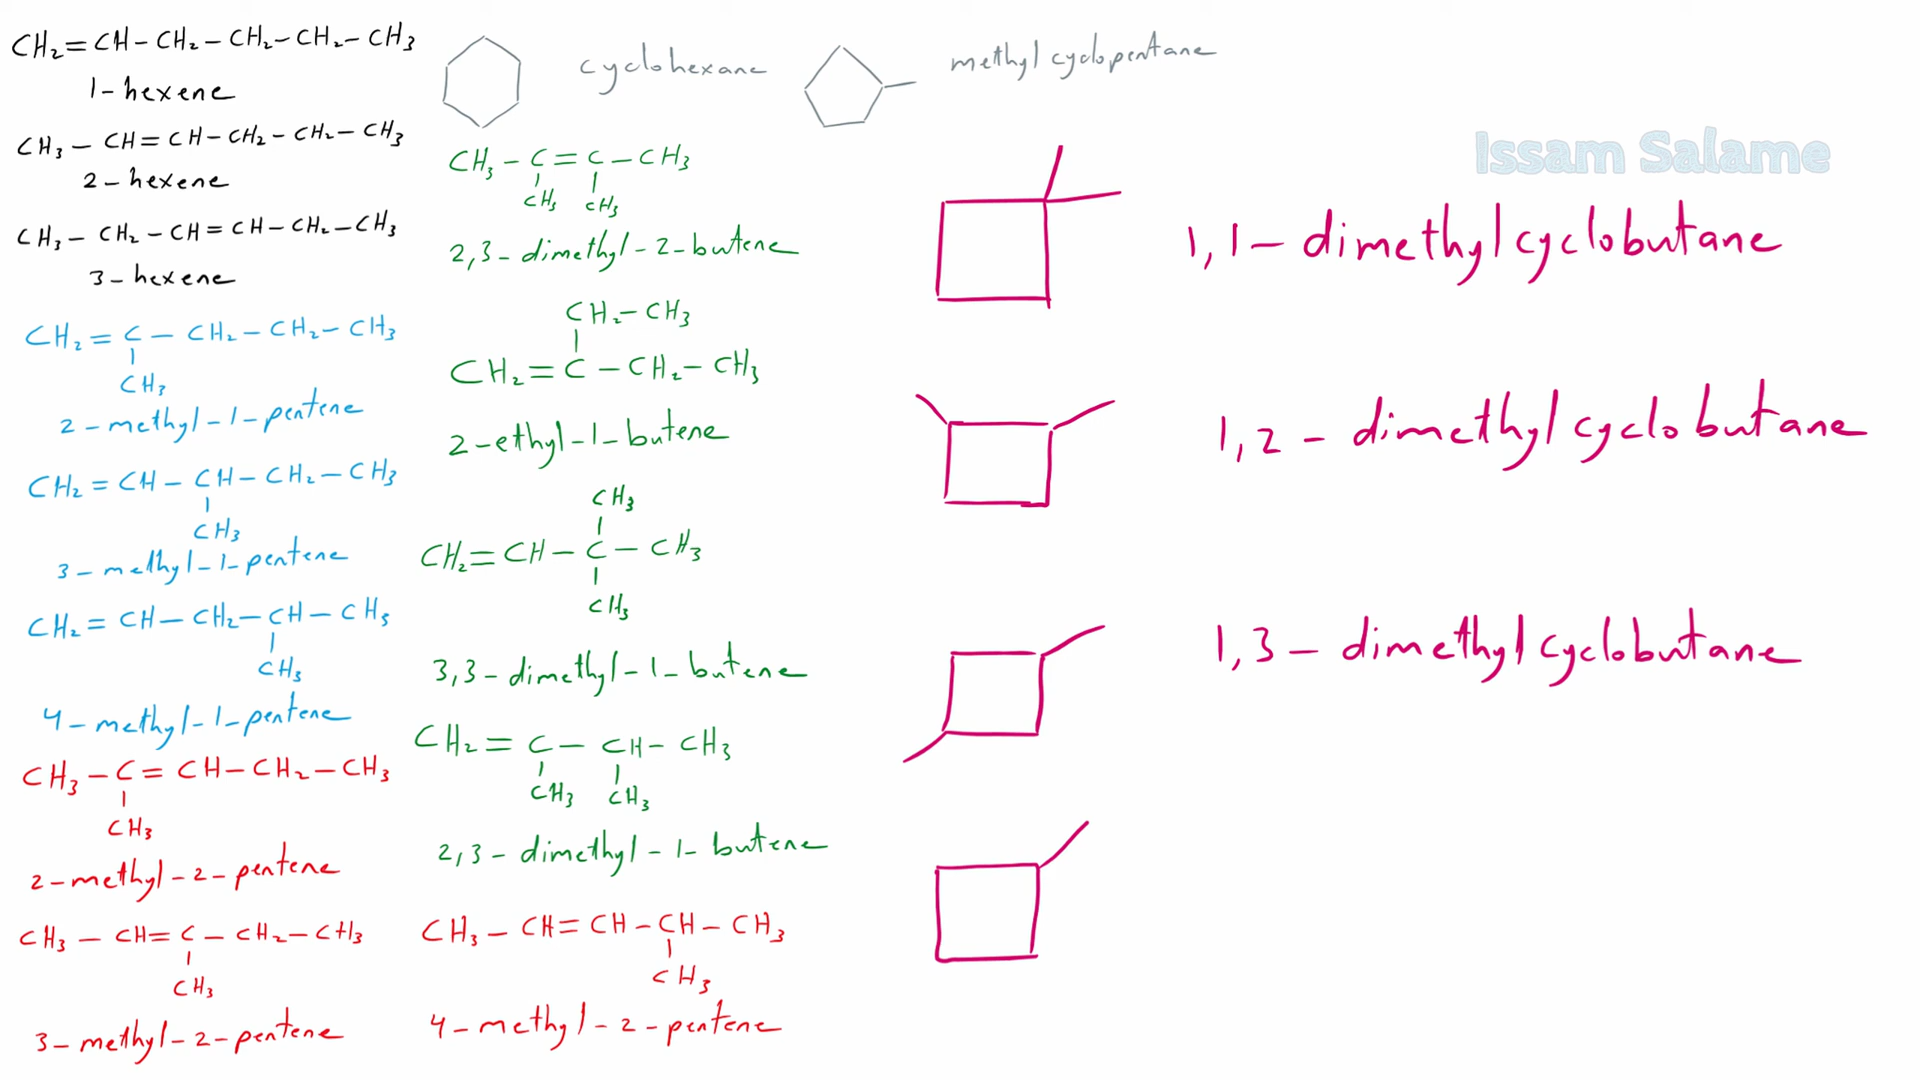 CH₂=CH-CH₂-CH₂-CH₂-CH₃
1-hexene
CH₃-CH=CH-CH₂-CH₂-CH₃
2-hexene
CH₃-CH₂-CH=CH-CH₂-CH₃
3-hexene
CH₂=C-CH₂-CH₂-CH₃
CH₃
2-methyl-1-pentene
CH₂=CH-CH-CH₂-CH₃
CH₃
3-methyl-1-pentene
CH₂=CH-CH₂-CH-CH₃
CH₃
4-methyl-1-pentene
CH₃-C=CH-CH₂-CH₃
CH₃
2-methyl-2-pentene
CH₃-CH=C-CH₂-CH₃
CH₃
3-methyl-2-pentene
cyclohexane
methylcyclopentane
CH₃-C=C-CH₃
CH₃ CH₃
2,3-dimethyl-2-butene
CH₂-CH₃
CH₂=C-CH₂-CH₃
2-ethyl-1-butene
CH₃
CH₂=CH-C-CH₃
CH₃
3,3-dimethyl-1-butene
CH₂=C-CH-CH₃
CH₃ CH₃
2,3-dimethyl-1-butene
CH₃-CH=CH-CH-CH₃
CH₃
4-methyl-2-pentene
Issam Salame
1,1-dimethylcyclobutane
1,2-dimethylcyclobutane
1,3-dimethylcyclobutane